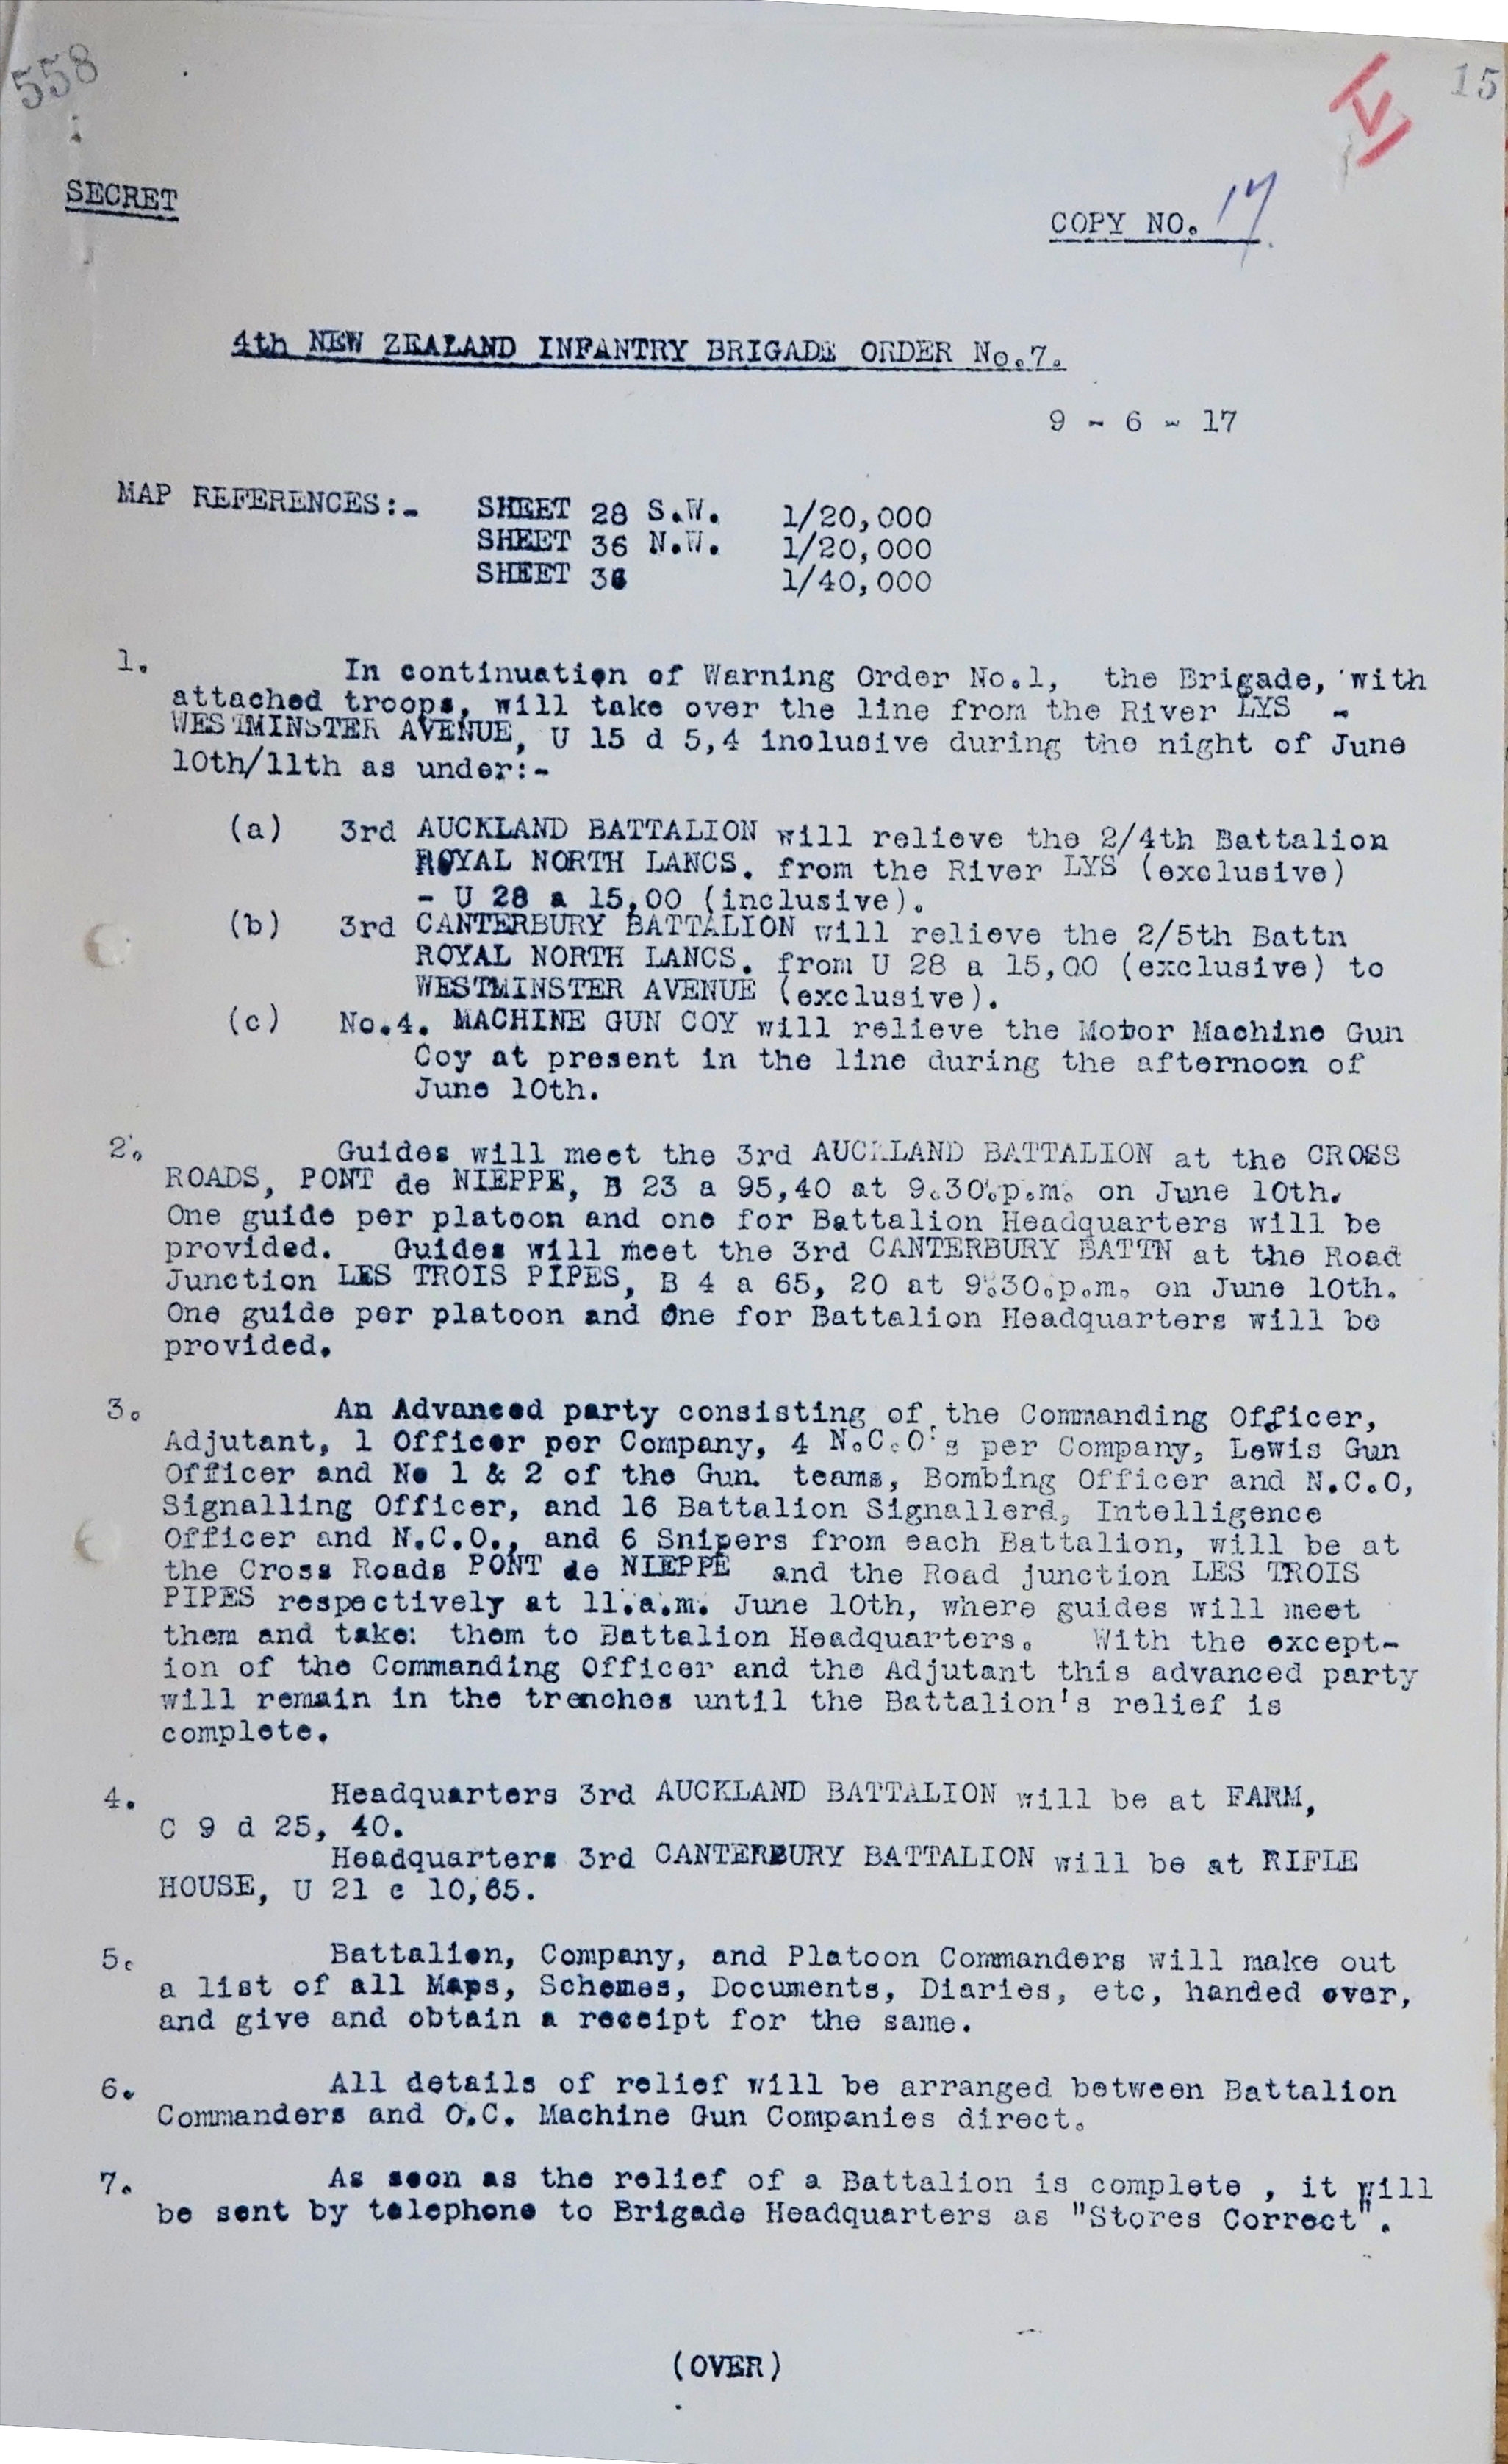 558
15
IV
SECRET
COPY NO. 17.
4th NEW ZEALAND INFANTRY BRIGADE ORDER No.7.
9 - 6 - 17
MAP REFERENCES:- SHEET 28 S.W. 1/20,000
SHEET 36 N.W. 1/20,000
SHEET 36 1/40,000
1. In continuation of Warning Order No.1, the Brigade, with
attached troops, will take over the line from the River LYS -
WESTMINSTER AVENUE, U 15 d 5,4 inclusive during the night of June
10th/11th as under:-
(a) 3rd AUCKLAND BATTALION will relieve the 2/4th Battalion
ROYAL NORTH LANCS. from the River LYS (exclusive)
- U 28 a 15,00 (inclusive).
(b) 3rd CANTERBURY BATTALION will relieve the 2/5th Battn
ROYAL NORTH LANCS. from U 28 a 15,00 (exclusive) to
WESTMINSTER AVENUE (exclusive).
(c) No.4. MACHINE GUN COY will relieve the Motor Machine Gun
Coy at present in the line during the afternoon of
June 10th.
2. Guides will meet the 3rd AUCKLAND BATTALION at the CROSS
ROADS, PONT de NIEPPE, B 23 a 95,40 at 9.30.p.m. on June 10th.
One guide per platoon and one for Battalion Headquarters will be
provided. Guides will meet the 3rd CANTERBURY BATTN at the Road
Junction LES TROIS PIPES, B 4 a 65, 20 at 9.30.p.m. on June 10th.
One guide per platoon and One for Battalion Headquarters will be
provided.
3. An Advanced party consisting of the Commanding Officer,
Adjutant, 1 Officer per Company, 4 N.C.O's per Company, Lewis Gun
Officer and No 1 & 2 of the Gun. teams, Bombing Officer and N.C.O,
Signalling Officer, and 16 Battalion Signallerd, Intelligence
Officer and N.C.O., and 6 Snipers from each Battalion, will be at
the Cross Roads PONT de NIEPPE and the Road junction LES TROIS
PIPES respectively at 11.a.m. June 10th, where guides will meet
them and take: them to Battalion Headquarters. With the except-
ion of the Commanding Officer and the Adjutant this advanced party
will remain in the trenches until the Battalion's relief is
complete.
4. Headquarters 3rd AUCKLAND BATTALION will be at FARM,
C 9 d 25, 40.
Headquarters 3rd CANTERBURY BATTALION will be at RIFLE
HOUSE, U 21 c 10,65.
5. Battalion, Company, and Platoon Commanders will make out
a list of all Maps, Schemes, Documents, Diaries, etc, handed over,
and give and obtain a receipt for the same.
6. All details of relief will be arranged between Battalion
Commanders and O.C. Machine Gun Companies direct.
7. As soon as the relief of a Battalion is complete , it will
be sent by telephone to Brigade Headquarters as "Stores Correct".
(OVER)